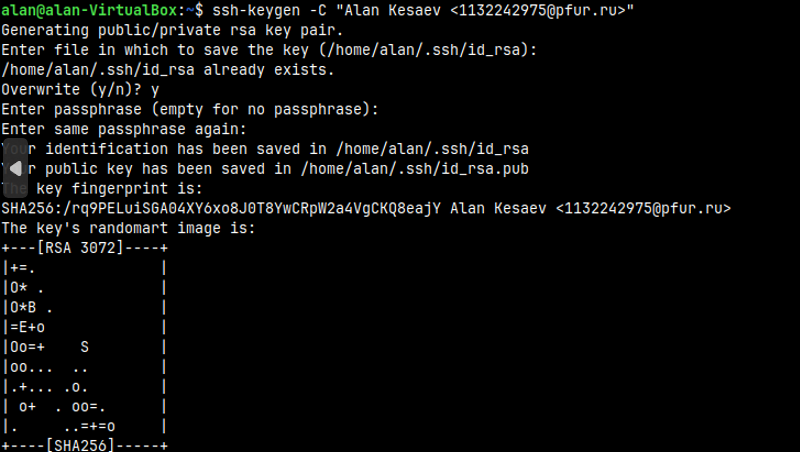 alan@alan-VirtualBox:~$ ssh-keygen -C "Alan Kesaev <1132242975@pfur.ru>"
Generating public/private rsa key pair.
Enter file in which to save the key (/home/alan/.ssh/id_rsa):
/home/alan/.ssh/id_rsa already exists.
Overwrite (y/n)? y
Enter passphrase (empty for no passphrase):
Enter same passphrase again:
Your identification has been saved in /home/alan/.ssh/id_rsa
Your public key has been saved in /home/alan/.ssh/id_rsa.pub
The key fingerprint is:
SHA256:/rq9PELuiSGA04XY6xo8J0T8YwCRpW2a4VgCKQ8eajY Alan Kesaev <1132242975@pfur.ru>
The key's randomart image is:
+---[RSA 3072]----+
|+=.              |
|O* .             |
|O*B .            |
|=E+o             |
|Oo=+    S        |
|oo...  ..        |
|.+... .o.        |
| o+  . oo=.      |
|.     ..=+=o     |
+----[SHA256]-----+